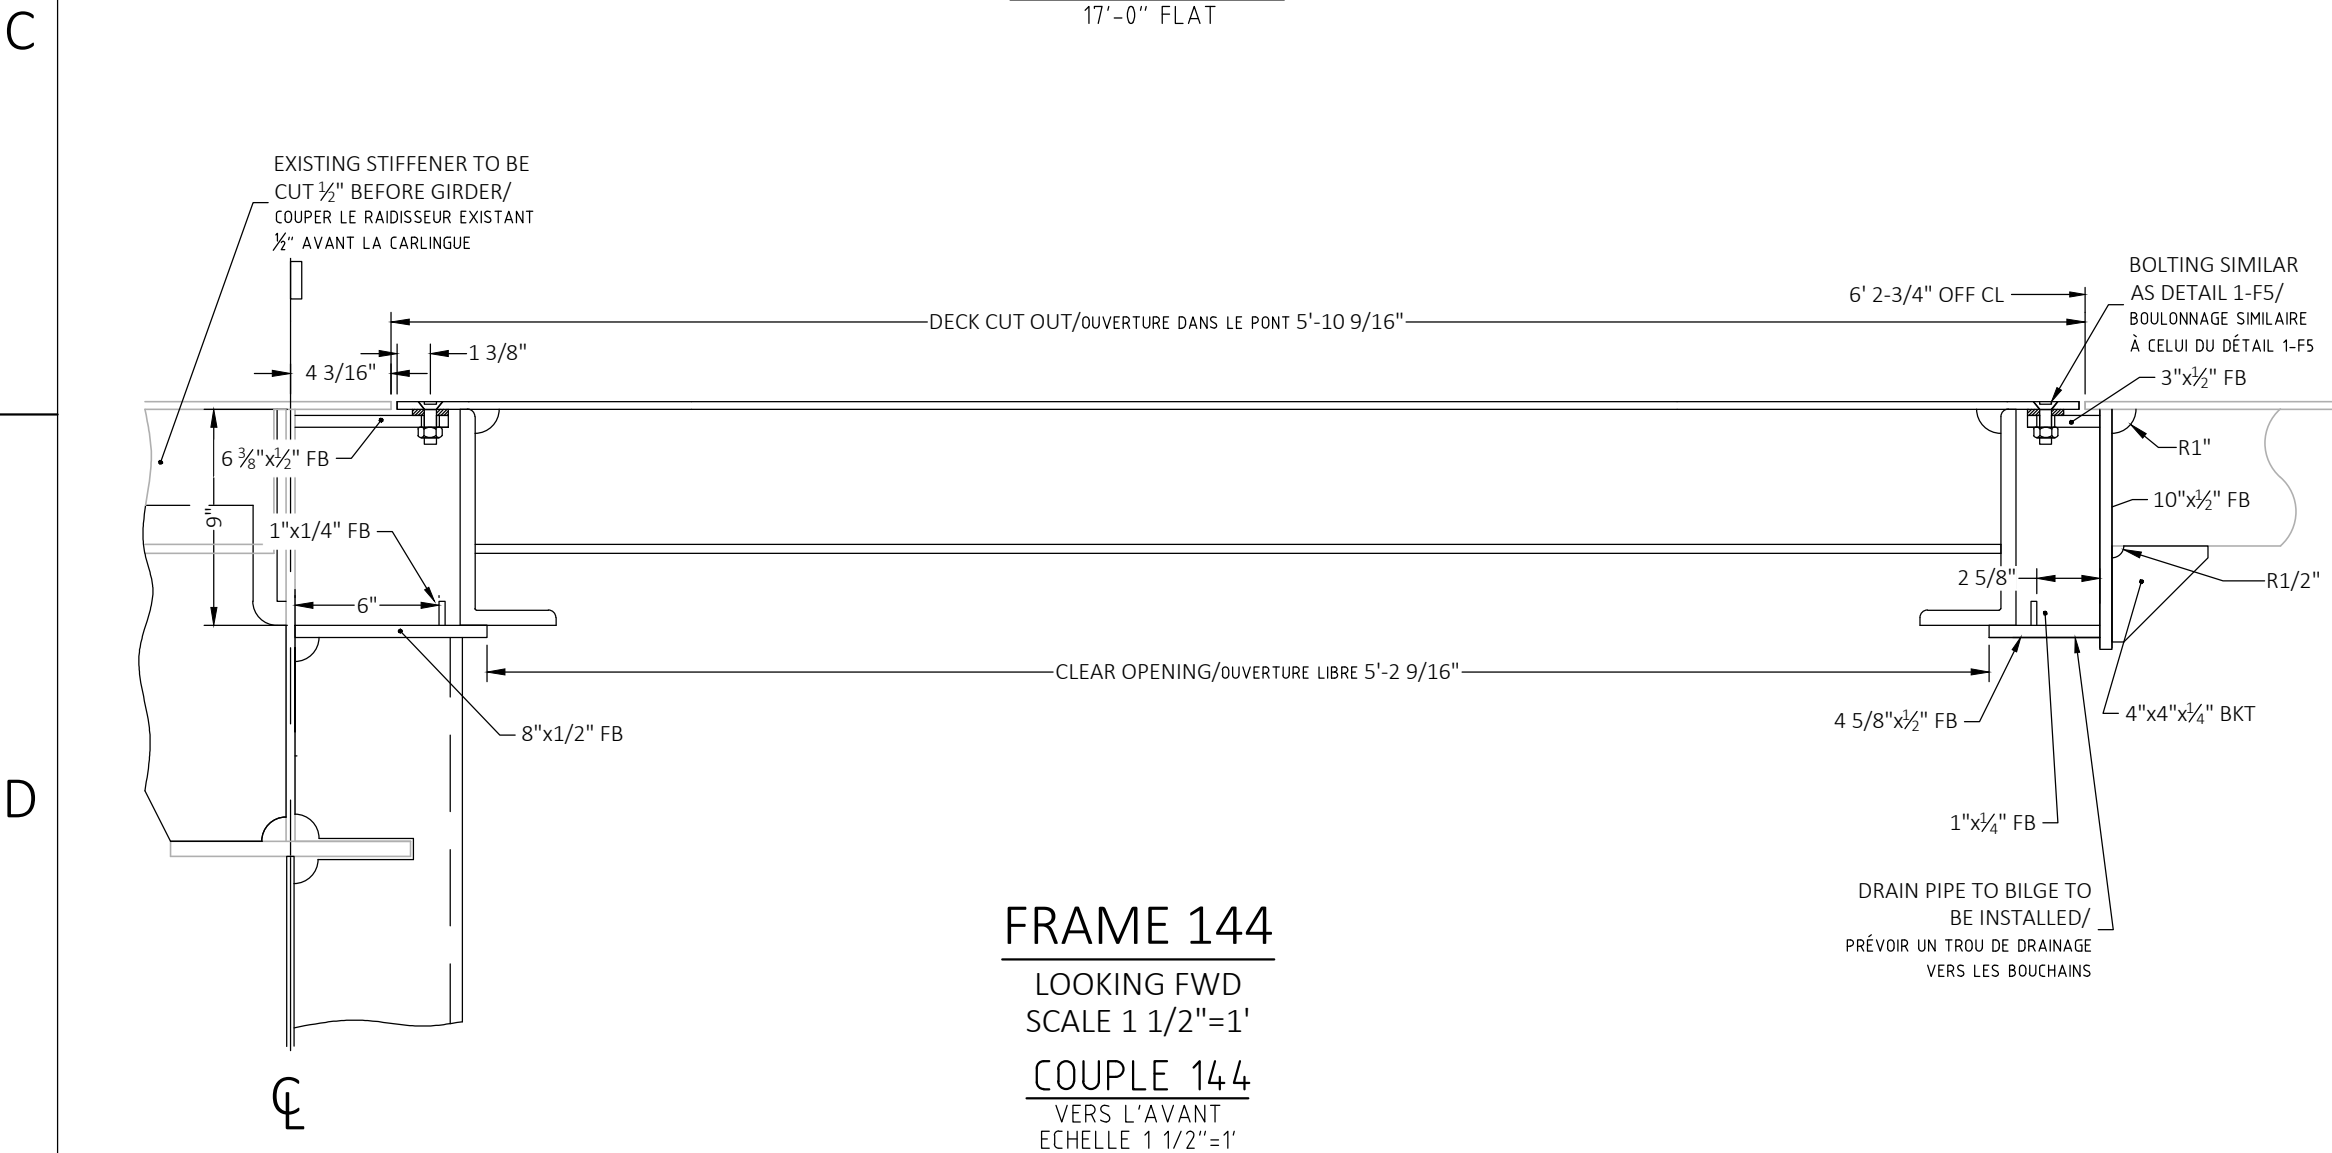 C
17'-0" FLAT
EXISTING STIFFENER TO BE
CUT ½" BEFORE GIRDER/
COUPER LE RAIDISSEUR EXISTANT
½" AVANT LA CARLINGUE
BOLTING SIMILAR
AS DETAIL 1-F5/
BOULONNAGE SIMILAIRE
À CELUI DU DÉTAIL 1-F5
6' 2-3/4" OFF CL
DECK CUT OUT/OUVERTURE DANS LE PONT 5'-10 9/16"
1 3/8"
4 3/16"
3"x½" FB
6 ⅜"x½" FB
R1"
10"x½" FB
9"
1"x1/4" FB
2 5/8"
R1/2"
6"
CLEAR OPENING/OUVERTURE LIBRE 5'-2 9/16"
8"x1/2" FB
4 5/8"x½" FB
4"x4"x¼" BKT
D
1"x¼" FB
DRAIN PIPE TO BILGE TO
BE INSTALLED/
PRÉVOIR UN TROU DE DRAINAGE
VERS LES BOUCHAINS
FRAME 144
LOOKING FWD
SCALE 1 1/2"=1'
COUPLE 144
VERS L'AVANT
ECHELLE 1 1/2"=1'
℄